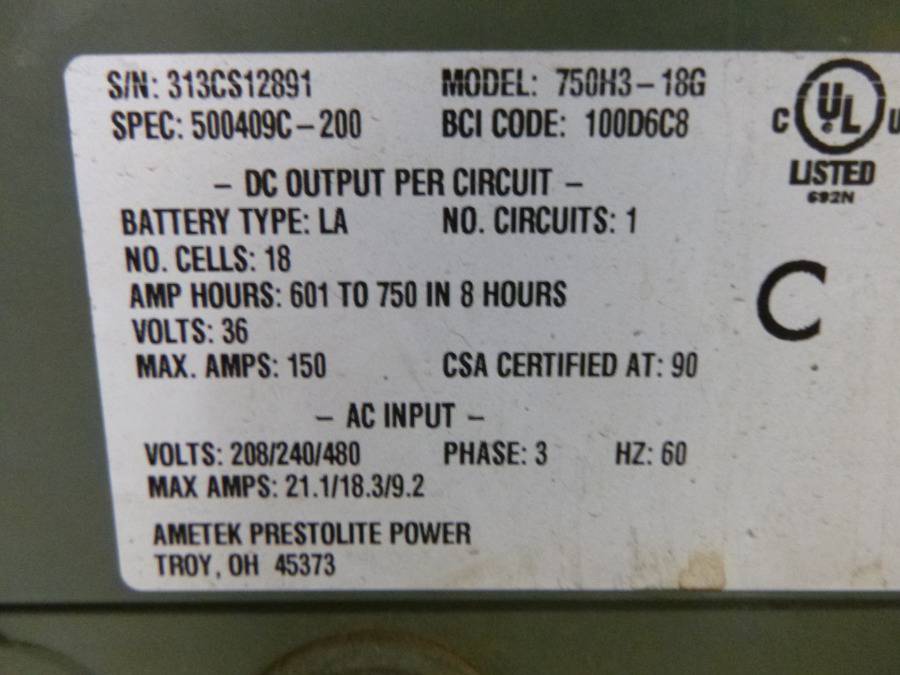 S/N: 313CS12891 MODEL: 750H3-18G
SPEC: 500409C-200 BCI CODE: 100D6C8
C UL U
LISTED
692N
- DC OUTPUT PER CIRCUIT -
BATTERY TYPE: LA NO. CIRCUITS: 1
NO. CELLS: 18
AMP HOURS: 601 TO 750 IN 8 HOURS
C
VOLTS: 36
MAX. AMPS: 150 CSA CERTIFIED AT: 90
- AC INPUT -
VOLTS: 208/240/480 PHASE: 3 HZ: 60
MAX AMPS: 21.1/18.3/9.2
AMETEK PRESTOLITE POWER
TROY, OH 45373